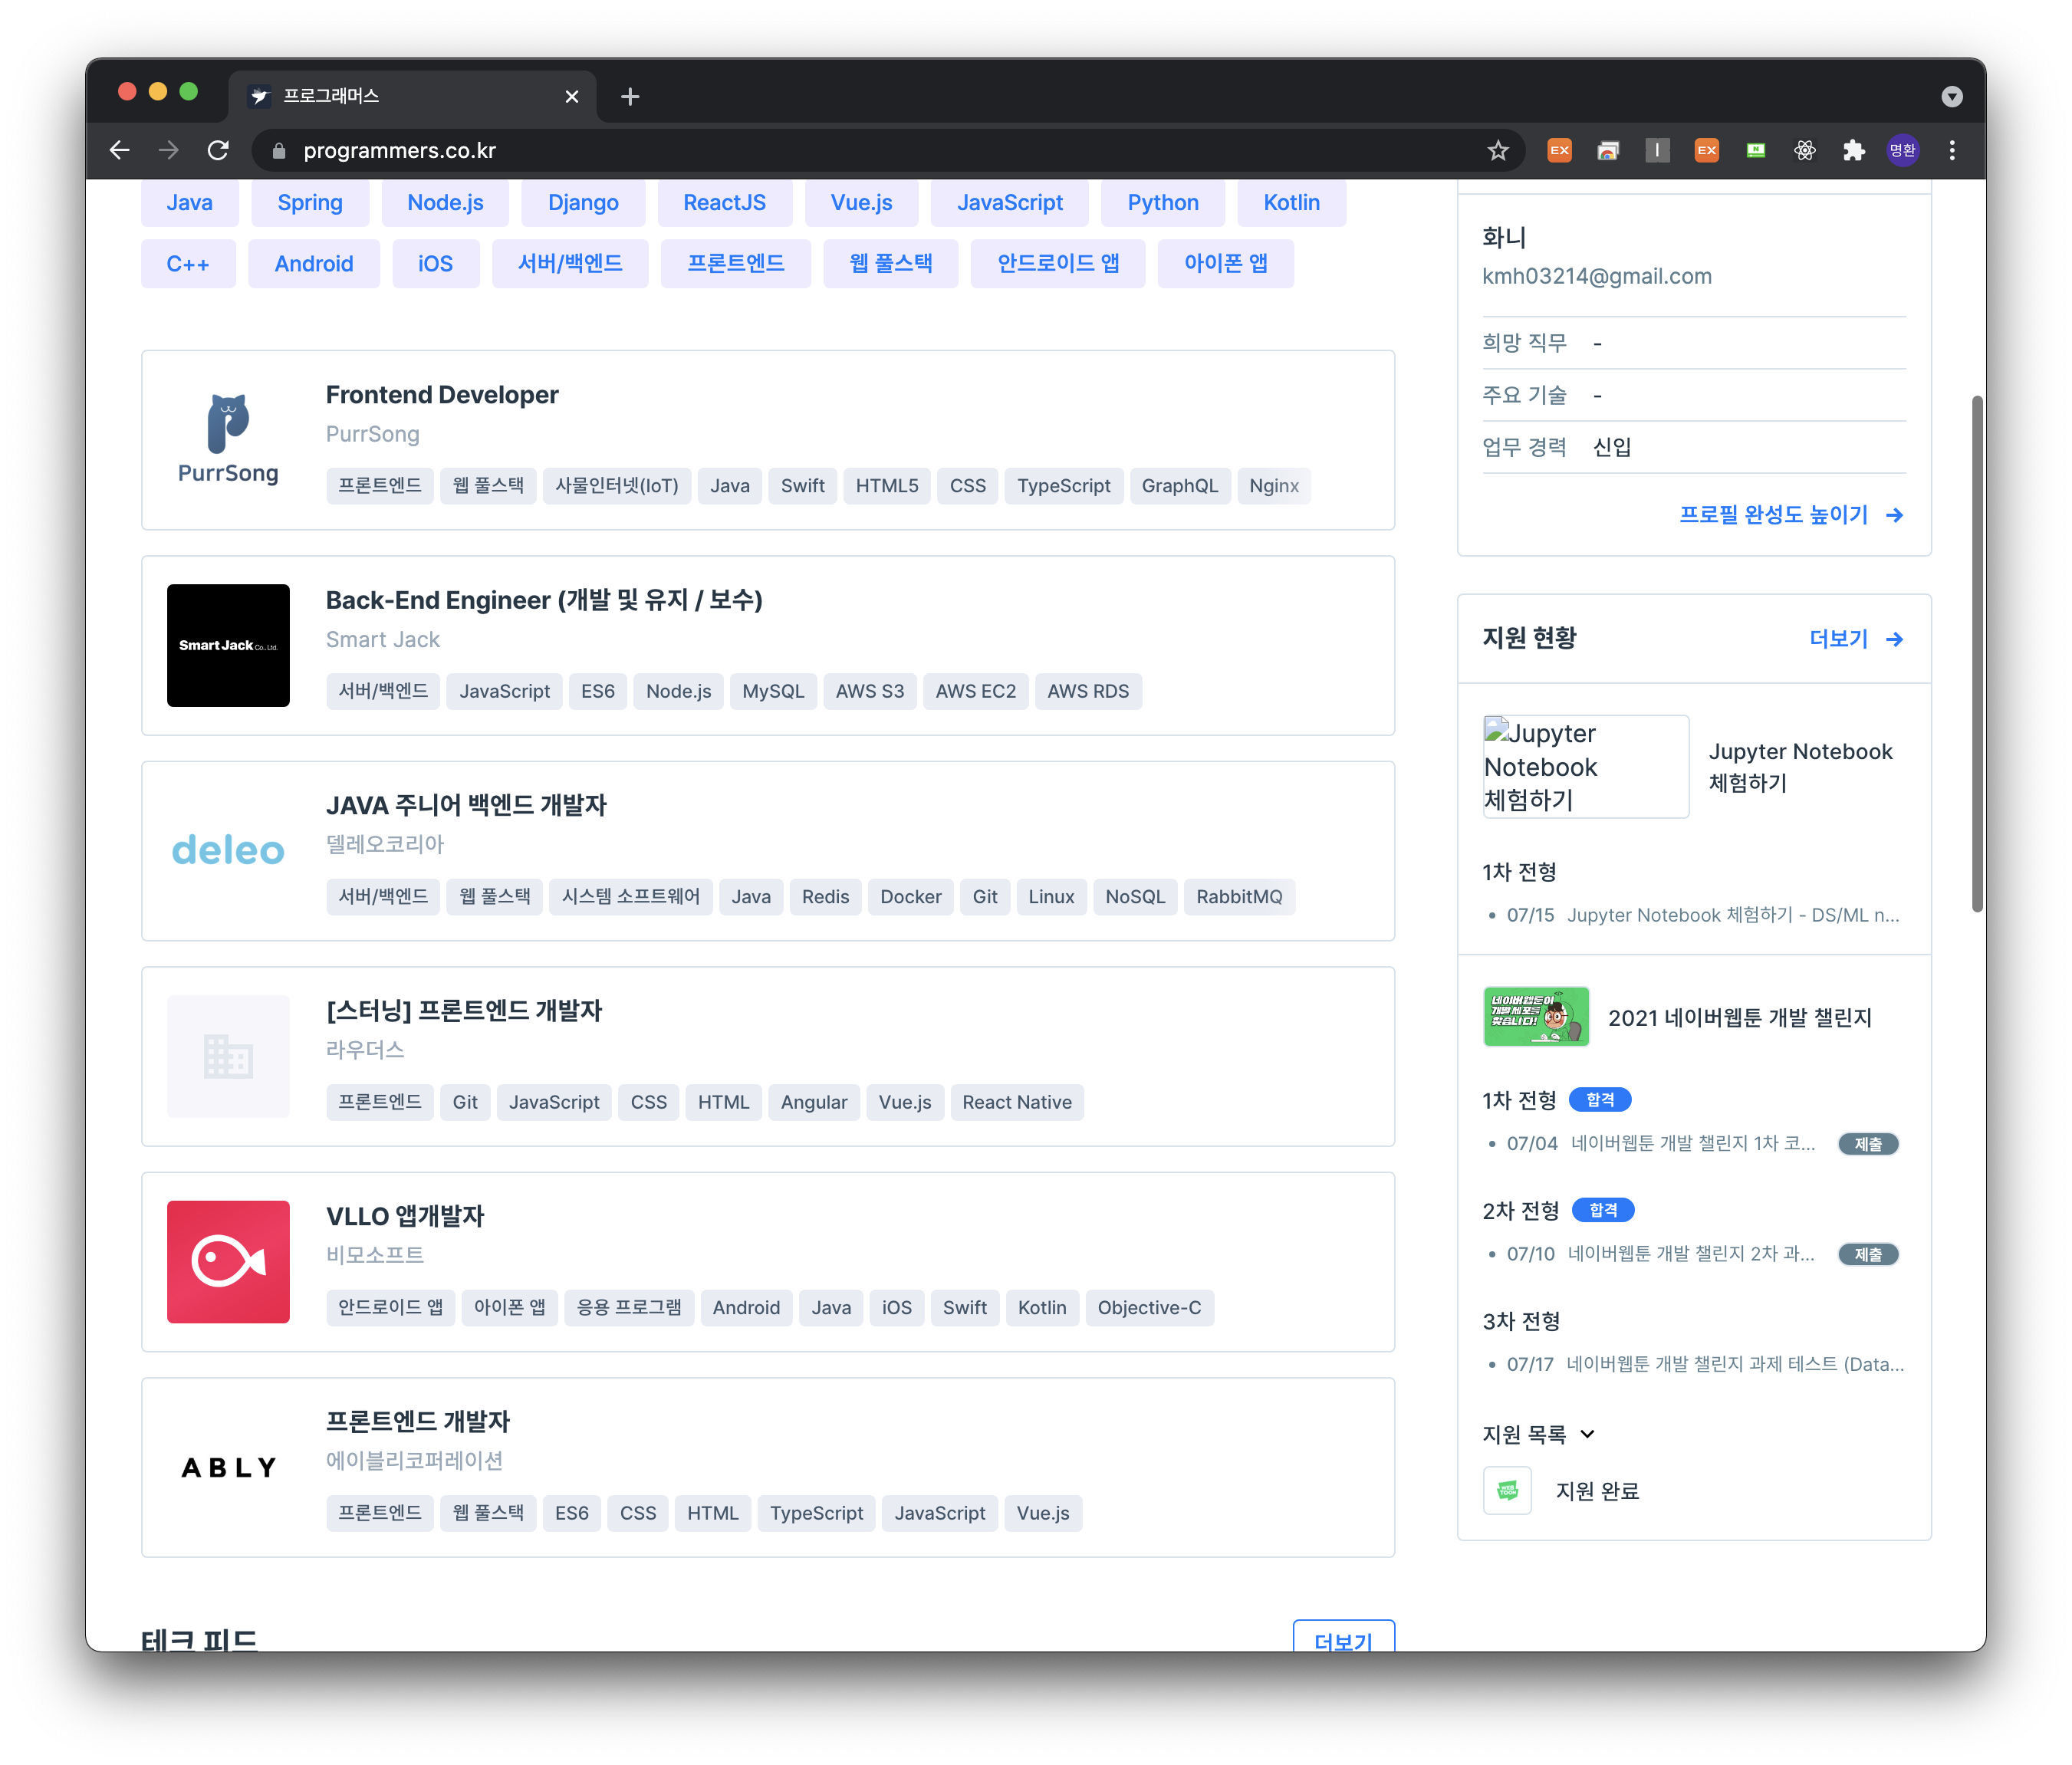 프로그래머스
programmers.co.kr
EX
EX
N
명환
Java Spring Node.js Django ReactJS Vue.js JavaScript Python Kotlin
C++ Android iOS 서버/백엔드 프론트엔드 웹 풀스택 안드로이드 앱 아이폰 앱
PurrSong
Frontend Developer
PurrSong
프론트엔드 웹 풀스택 사물인터넷(IoT) Java Swift HTML5 CSS TypeScript GraphQL Nginx
Smart Jack Co., Ltd.
Back-End Engineer (개발 및 유지 / 보수)
Smart Jack
서버/백엔드 JavaScript ES6 Node.js MySQL AWS S3 AWS EC2 AWS RDS
deleo
JAVA 주니어 백엔드 개발자
델레오코리아
서버/백엔드 웹 풀스택 시스템 소프트웨어 Java Redis Docker Git Linux NoSQL RabbitMQ
[스터닝] 프론트엔드 개발자
라우더스
프론트엔드 Git JavaScript CSS HTML Angular Vue.js React Native
VLLO 앱개발자
비모소프트
안드로이드 앱 아이폰 앱 응용 프로그램 Android Java iOS Swift Kotlin Objective-C
ABLY
프론트엔드 개발자
에이블리코퍼레이션
프론트엔드 웹 풀스택 ES6 CSS HTML TypeScript JavaScript Vue.js
테크 피드
더보기
화니
kmh03214@gmail.com
희망 직무 -
주요 기술 -
업무 경력 신입
프로필 완성도 높이기 →
지원 현황 더보기 →
Jupyter
Notebook
체험하기
Jupyter Notebook
체험하기
1차 전형
• 07/15 Jupyter Notebook 체험하기 - DS/ML n...
네이버웹툰이
개발 세포를
찾습니다!
2021 네이버웹툰 개발 챌린지
1차 전형 합격
• 07/04 네이버웹툰 개발 챌린지 1차 코... 제출
2차 전형 합격
• 07/10 네이버웹툰 개발 챌린지 2차 과... 제출
3차 전형
• 07/17 네이버웹툰 개발 챌린지 과제 테스트 (Data...
지원 목록
WEB
TOON
지원 완료